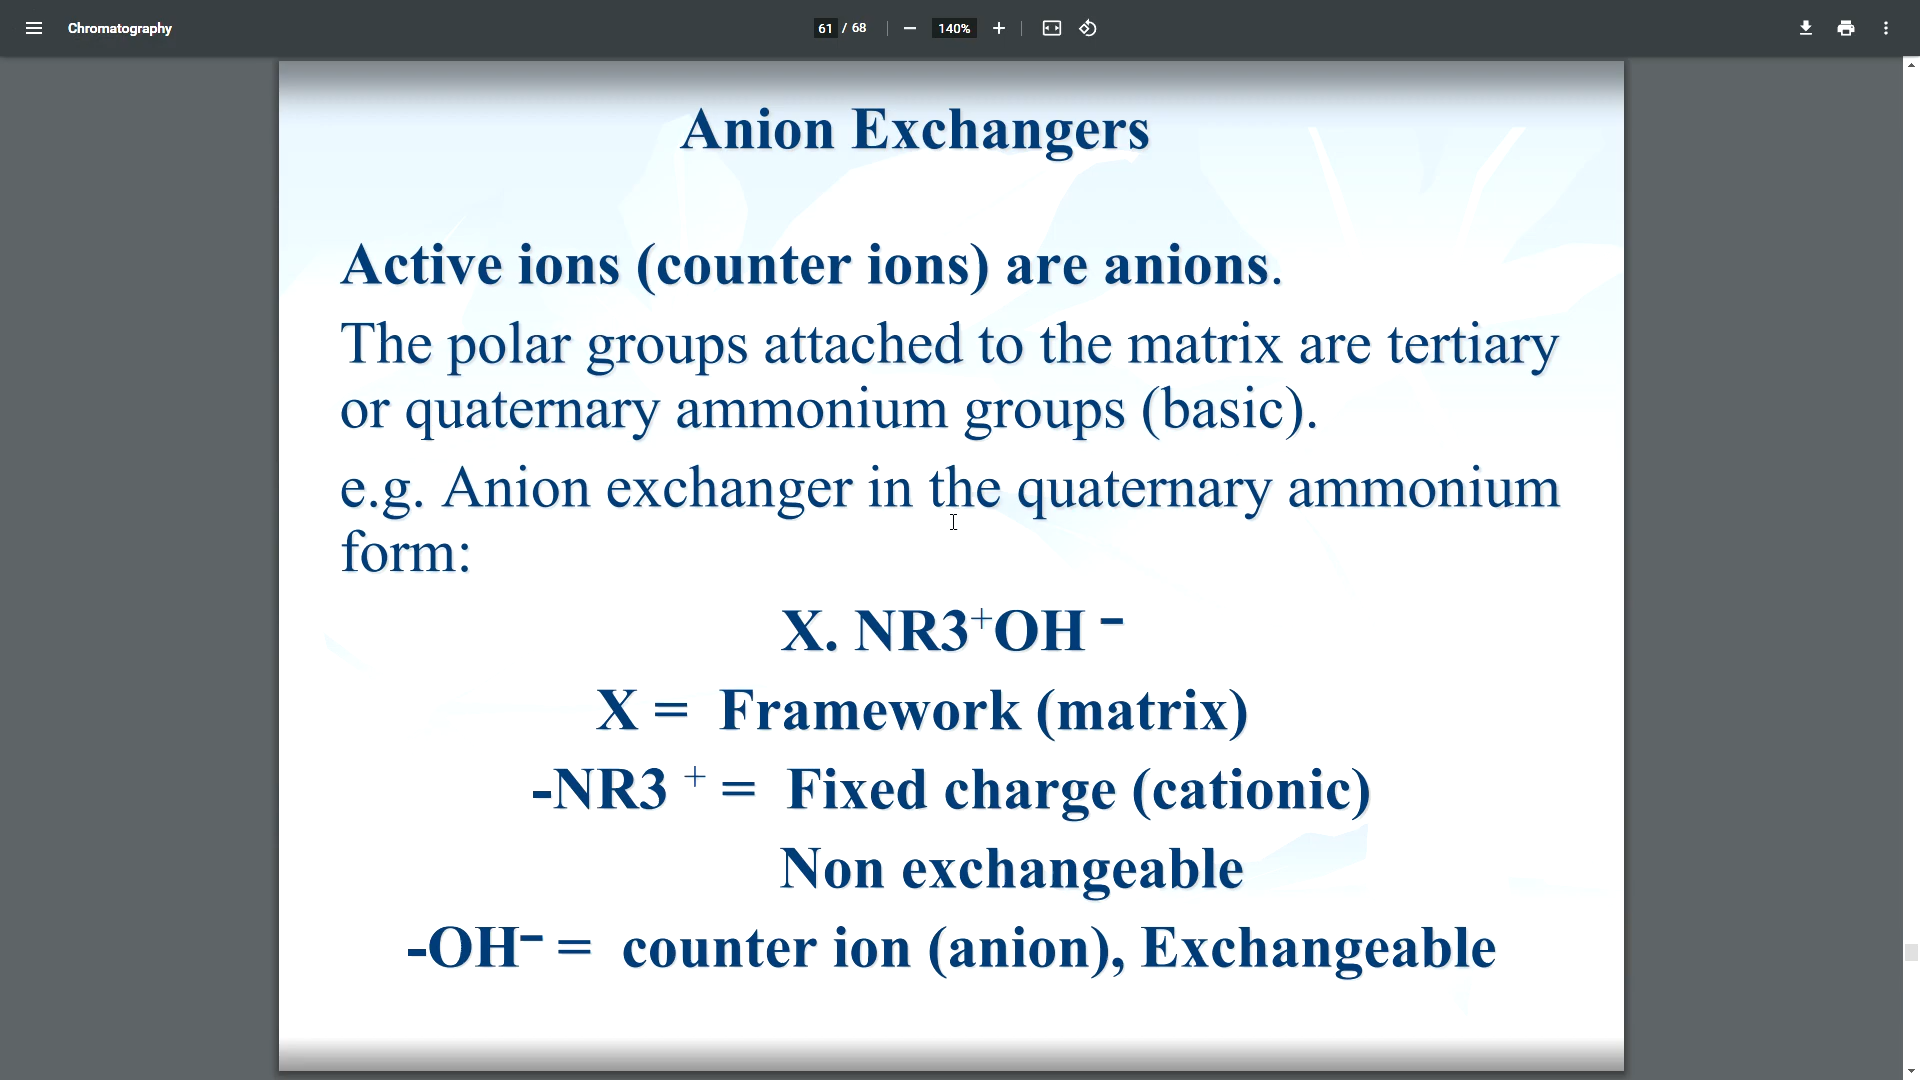 Chromatography
61 / 68
140%
Anion Exchangers
Active ions (counter ions) are anions.
The polar groups attached to the matrix are tertiary
or quaternary ammonium groups (basic).
e.g. Anion exchanger in the quaternary ammonium
form:
X. NR3⁺OH ⁻
X = Framework (matrix)
-NR3 ⁺ = Fixed charge (cationic)
Non exchangeable
-OH⁻ = counter ion (anion), Exchangeable